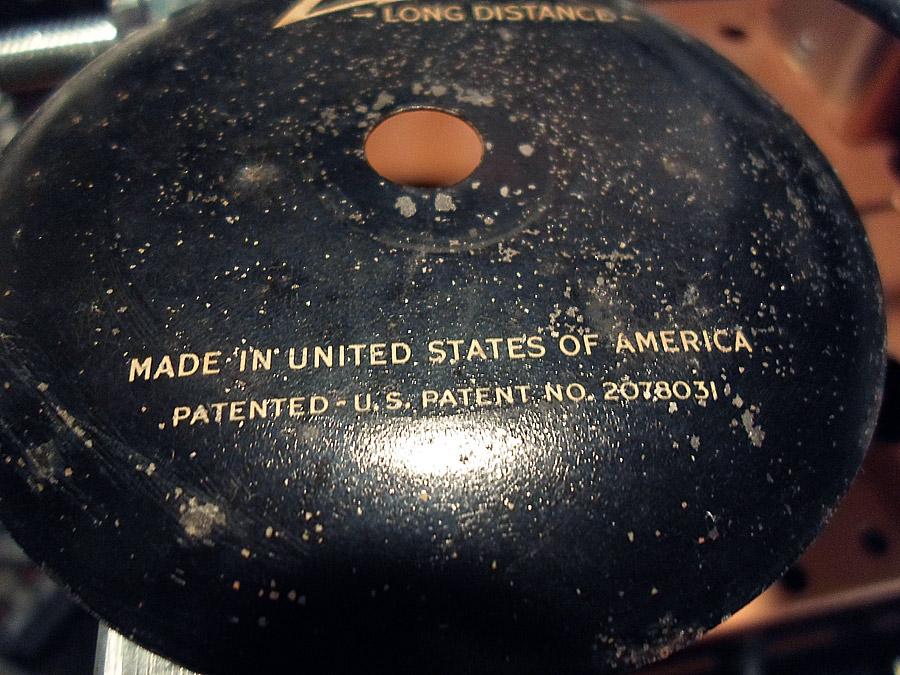 - LONG DISTANCE -
MADE IN UNITED STATES OF AMERICA
PATENTED - U.S. PATENT NO. 2078031